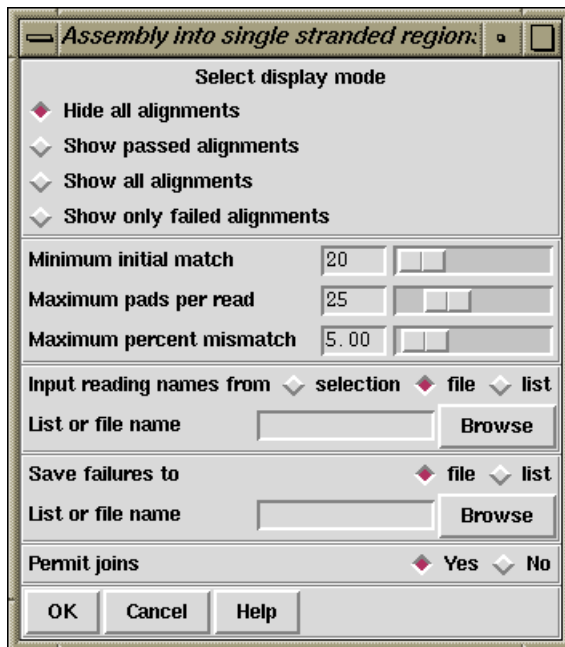 Assembly into single stranded region:
Select display mode
Hide all alignments
Show passed alignments
Show all alignments
Show only failed alignments
Minimum initial match 20
Maximum pads per read 25
Maximum percent mismatch 5.00
Input reading names from selection file list
List or file name Browse
Save failures to file list
List or file name Browse
Permit joins Yes No
OK Cancel Help